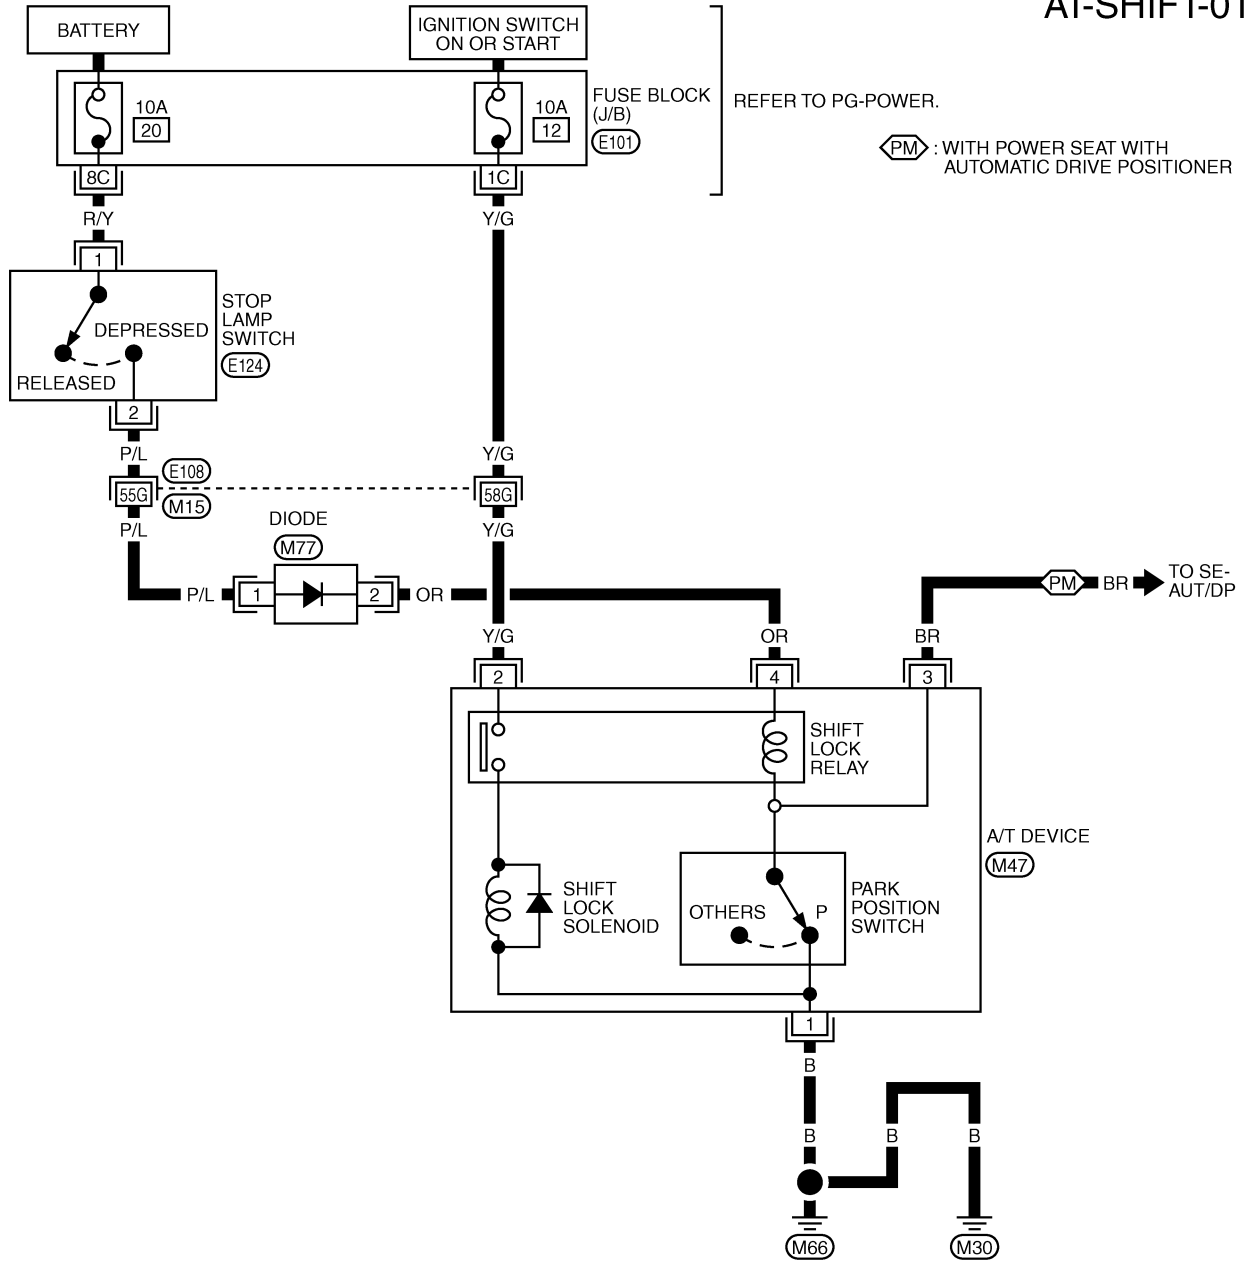 AT-SHIFT-01
BATTERY
IGNITION SWITCH
ON OR START
10A
20
10A
12
FUSE BLOCK
(J/B)
E101
REFER TO PG-POWER.
PM : WITH POWER SEAT WITH
AUTOMATIC DRIVE POSITIONER
8C
1C
R/Y
Y/G
1
DEPRESSED
RELEASED
STOP
LAMP
SWITCH
E124
2
P/L
Y/G
E108
55G
58G
M15
P/L
Y/G
DIODE
M77
P/L
1
2
OR
PM
BR
TO SE-
AUT/DP
Y/G
OR
BR
2
4
3
SHIFT
LOCK
RELAY
A/T DEVICE
M47
SHIFT
LOCK
SOLENOID
OTHERS
P
PARK
POSITION
SWITCH
1
B
B
B
B
M66
M30